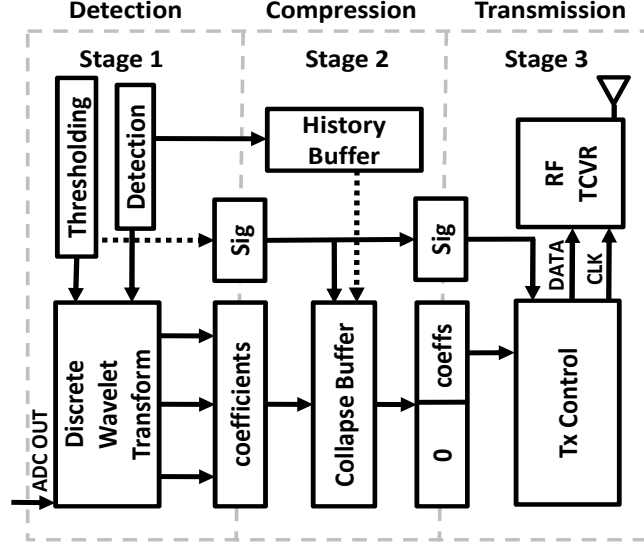 Detection
Compression
Transmission
Stage 1
Stage 2
Stage 3
Thresholding
Detection
History
Buffer
RF
TCVR
Sig
Sig
DATA
CLK
ADC OUT
Discrete
Wavelet
Transform
coefficients
Collapse Buffer
coeffs
0
Tx Control